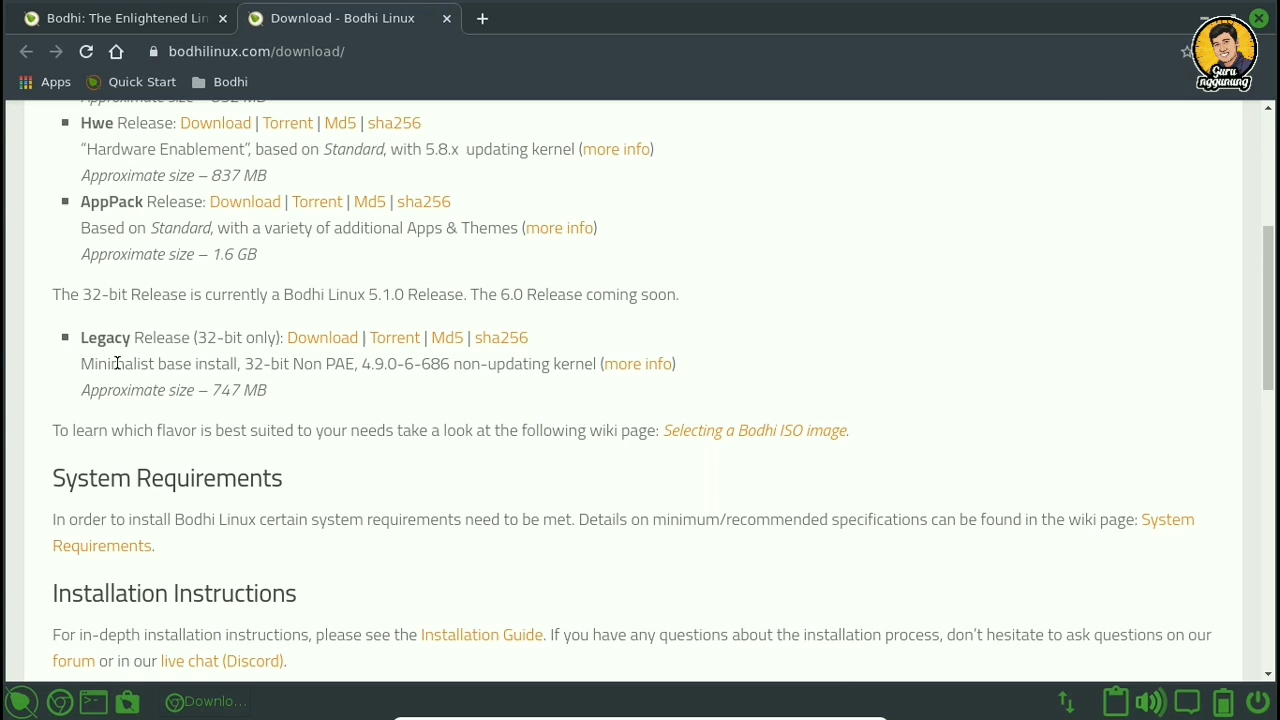 Bodhi: The Enlightened Lin
Download - Bodhi Linux
bodhilinux.com/download/
Guru
nggunung
Apps
Quick Start
Bodhi
Approximate size – 832 MB
Hwe Release: Download | Torrent | Md5 | sha256
“Hardware Enablement”, based on Standard, with 5.8.x updating kernel (more info)
Approximate size – 837 MB
AppPack Release: Download | Torrent | Md5 | sha256
Based on Standard, with a variety of additional Apps & Themes (more info)
Approximate size – 1.6 GB
The 32-bit Release is currently a Bodhi Linux 5.1.0 Release. The 6.0 Release coming soon.
Legacy Release (32-bit only): Download | Torrent | Md5 | sha256
Minimalist base install, 32-bit Non PAE, 4.9.0-6-686 non-updating kernel (more info)
Approximate size – 747 MB
To learn which flavor is best suited to your needs take a look at the following wiki page: Selecting a Bodhi ISO image.
System Requirements
In order to install Bodhi Linux certain system requirements need to be met. Details on minimum/recommended specifications can be found in the wiki page: System
Requirements.
Installation Instructions
For in-depth installation instructions, please see the Installation Guide. If you have any questions about the installation process, don’t hesitate to ask questions on our
forum or in our live chat (Discord).
Downlo...